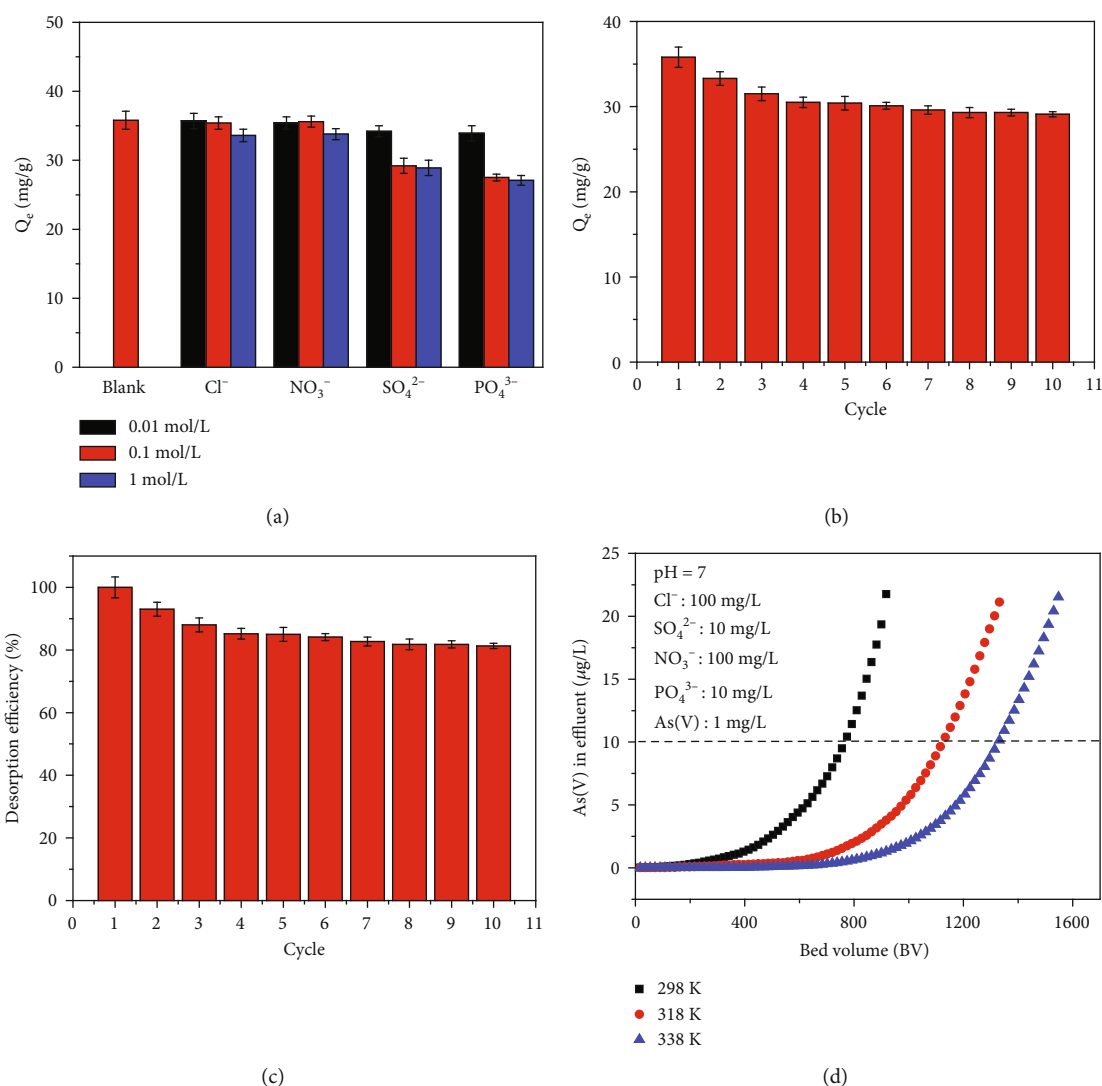 50
40
30
20
10
0
Qₑ (mg/g)
Blank
Cl⁻
NO₃⁻
SO₄²⁻
PO₄³⁻
0.01 mol/L
0.1 mol/L
1 mol/L
(a)
40
30
20
10
0
Qₑ (mg/g)
0 1 2 3 4 5 6 7 8 9 10 11
Cycle
(b)
100
80
60
40
20
0
Desorption efficiency (%)
0 1 2 3 4 5 6 7 8 9 10 11
Cycle
(c)
25
20
15
10
5
0
As(V) in effluent (μg/L)
pH = 7
Cl⁻ : 100 mg/L
SO₄²⁻ : 10 mg/L
NO₃⁻ : 100 mg/L
PO₄³⁻ : 10 mg/L
As(V) : 1 mg/L
0 400 800 1200 1600
Bed volume (BV)
298 K
318 K
338 K
(d)